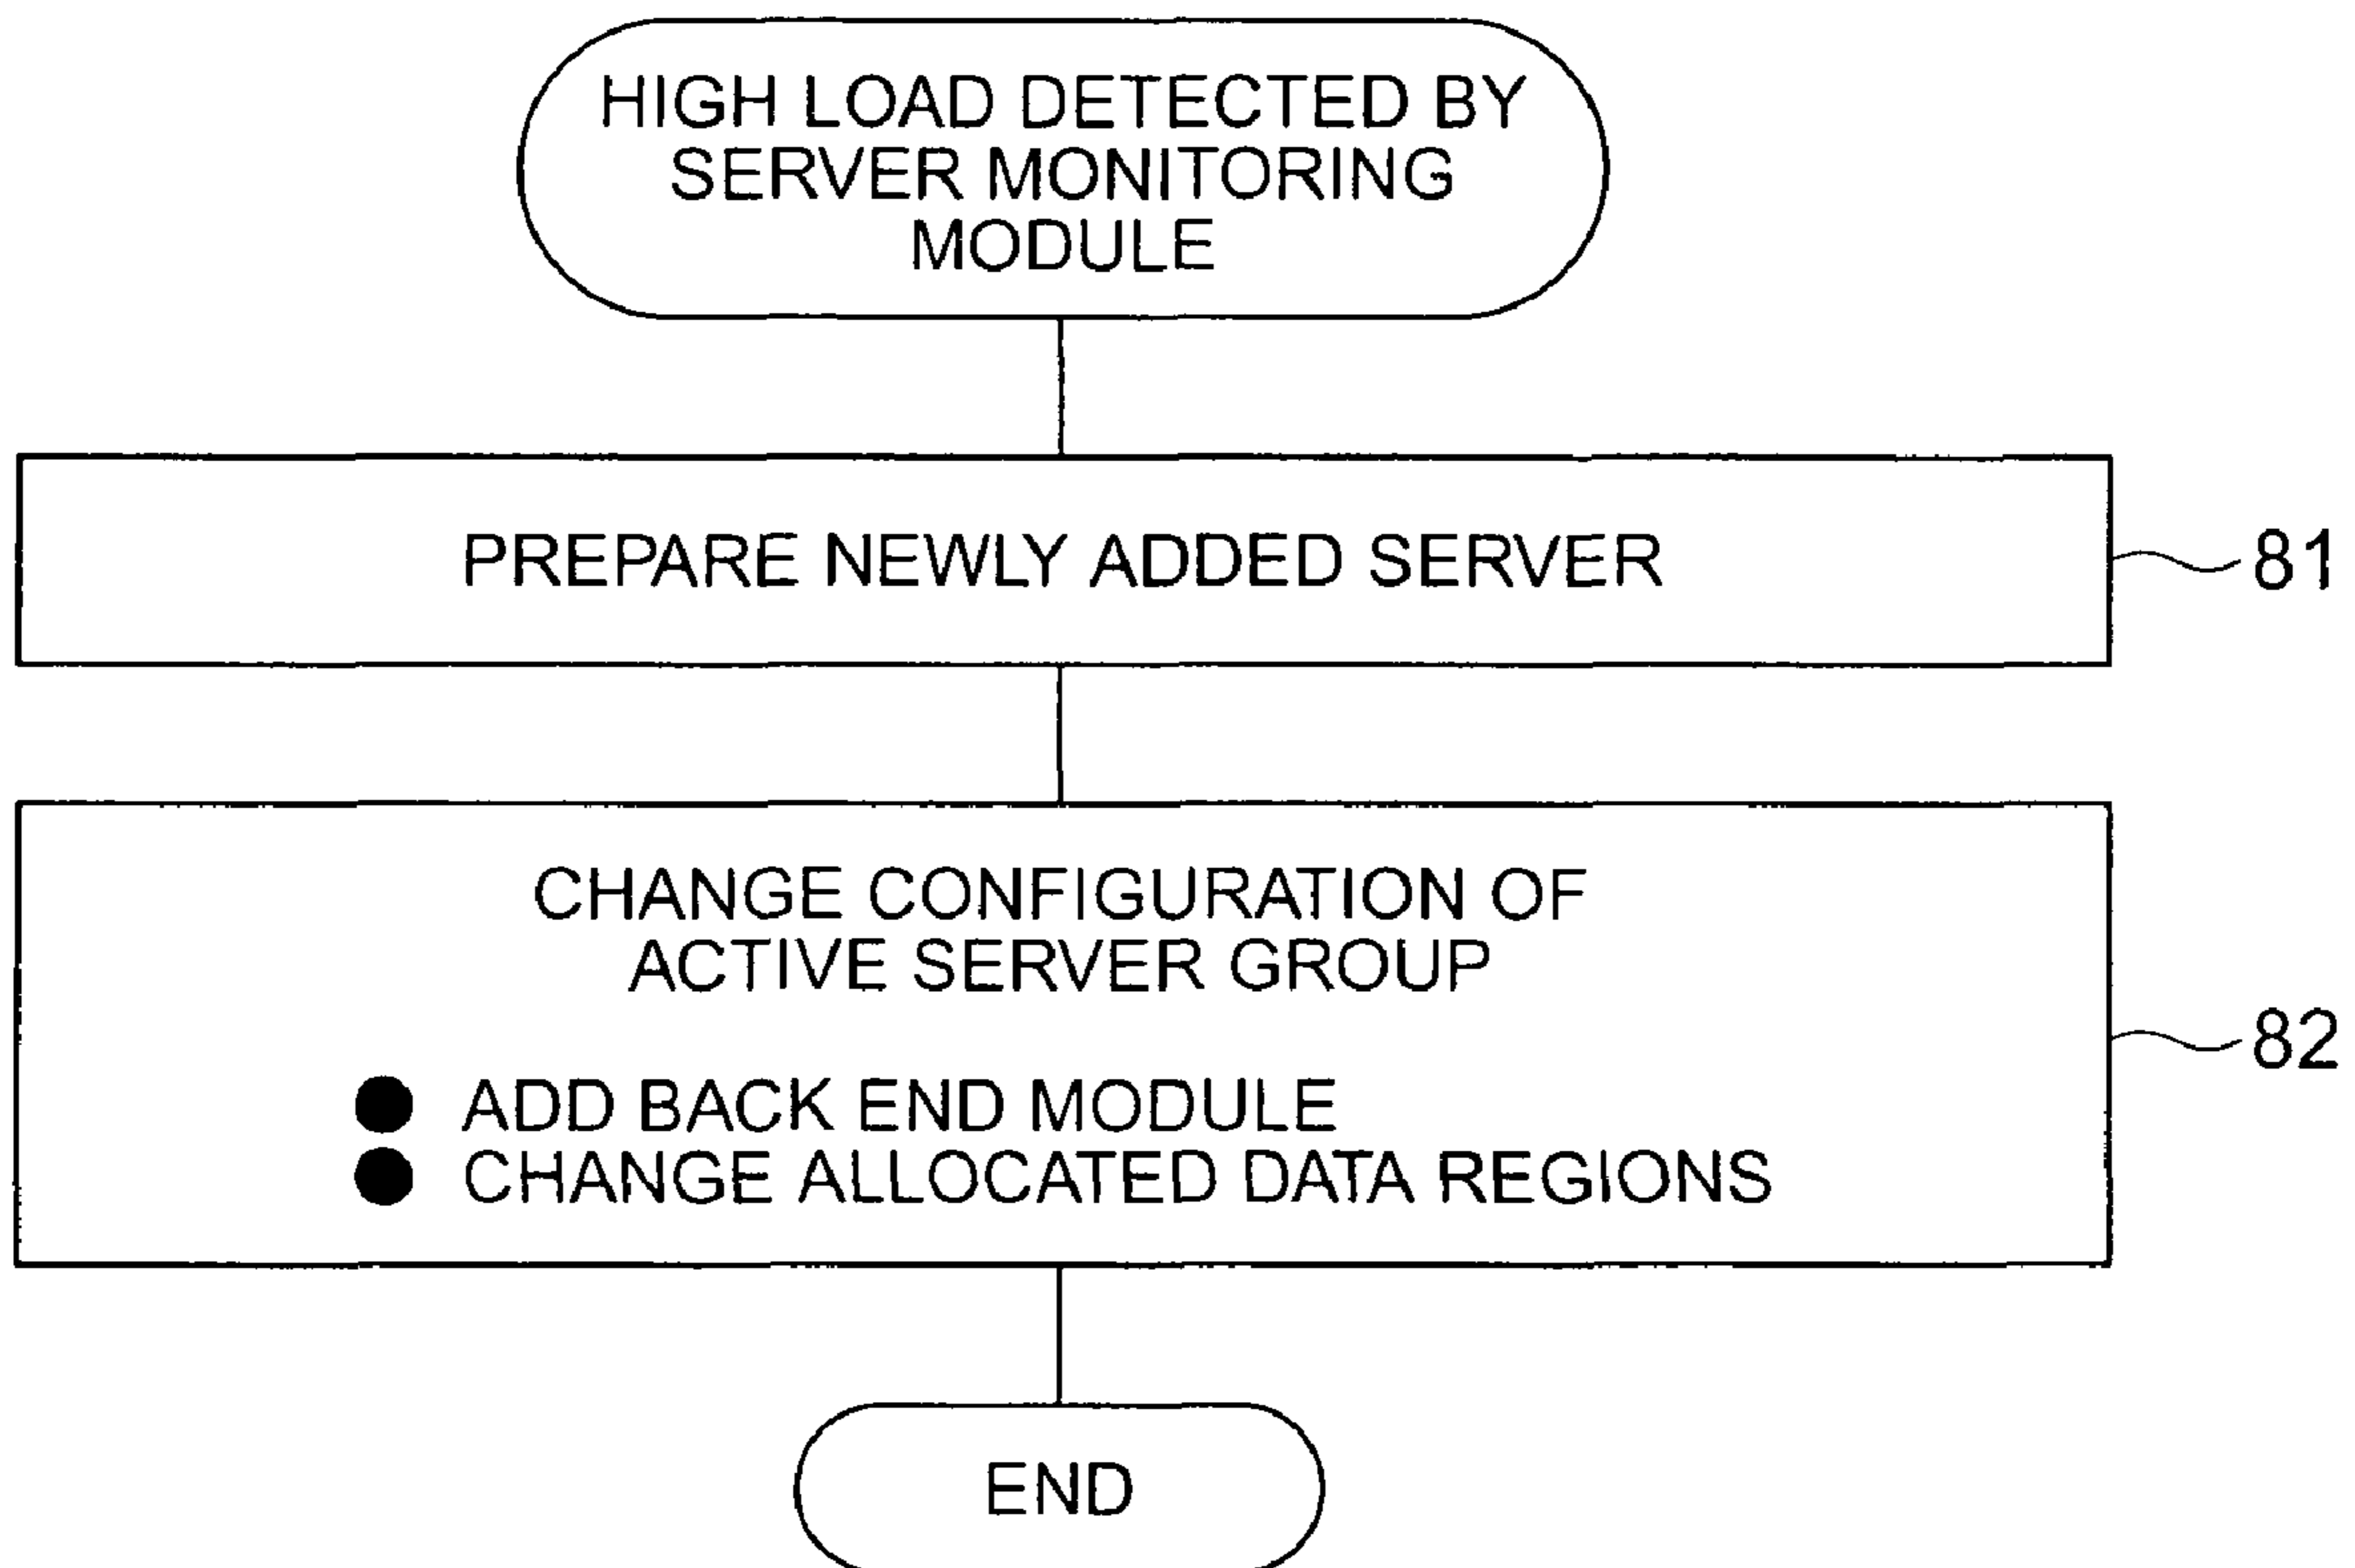 HIGH LOAD DETECTED BY
SERVER MONITORING
MODULE
PREPARE NEWLY ADDED SERVER
81
CHANGE CONFIGURATION OF
ACTIVE SERVER GROUP
82
● ADD BACK END MODULE
● CHANGE ALLOCATED DATA REGIONS
END